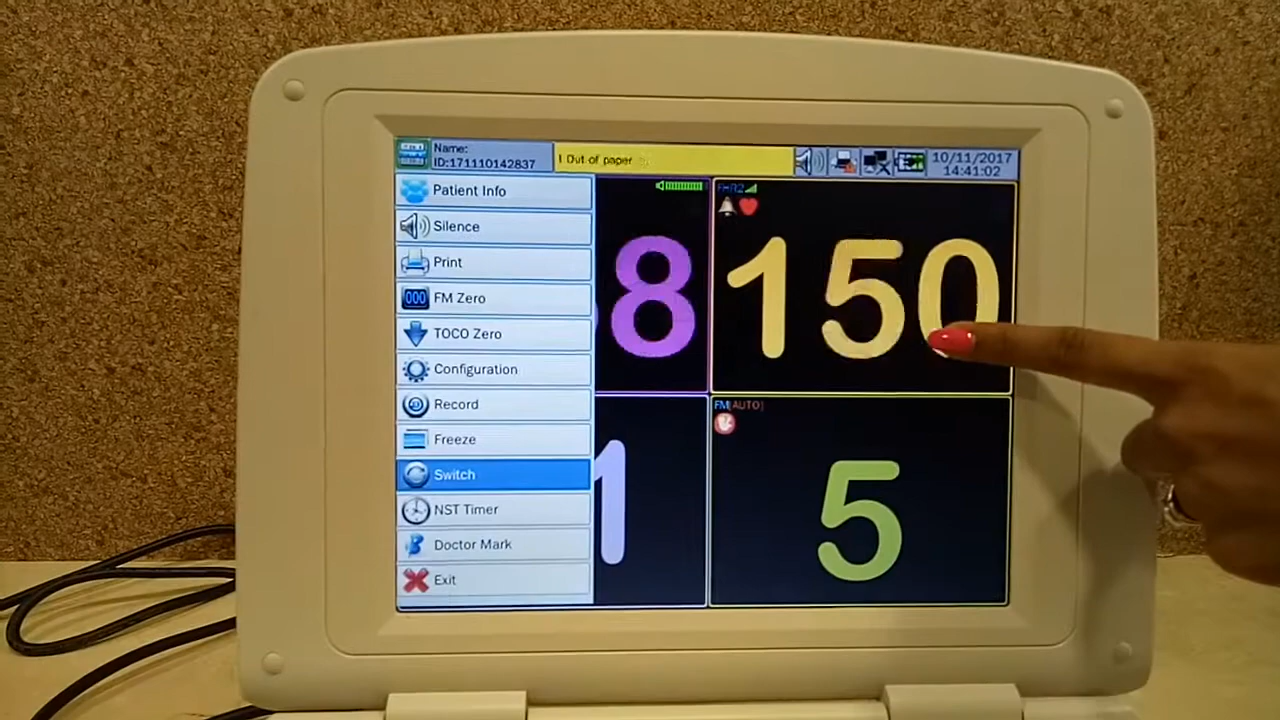 Name:
ID:171110142837
! Out of paper
10/11/2017
14:41:02
Patient Info
Silence
Print
FM Zero
TOCO Zero
Configuration
Record
Freeze
Switch
NST Timer
Doctor Mark
Exit
8
FHR2
150
1
FM(AUTO)
5